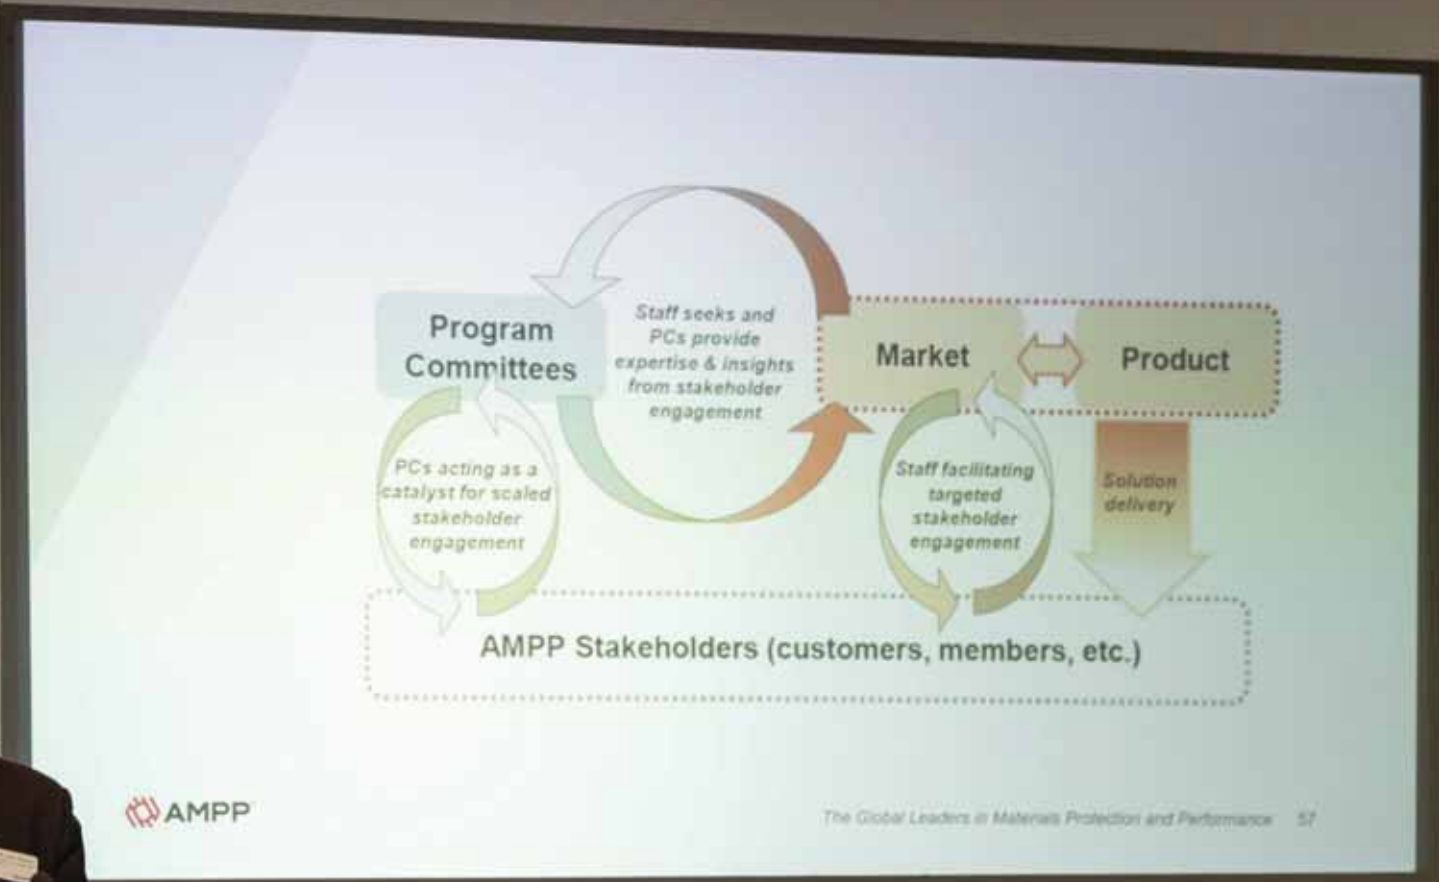 Program
Committees
Staff seeks and
PCs provide
expertise & insights
from stakeholder
engagement
Market
Product
PCs acting as a
catalyst for scaled
stakeholder
engagement
Staff facilitating
targeted
stakeholder
engagement
Solution
delivery
AMPP Stakeholders (customers, members, etc.)
AMPP
The Global Leaders in Materials Protection and Performance 57